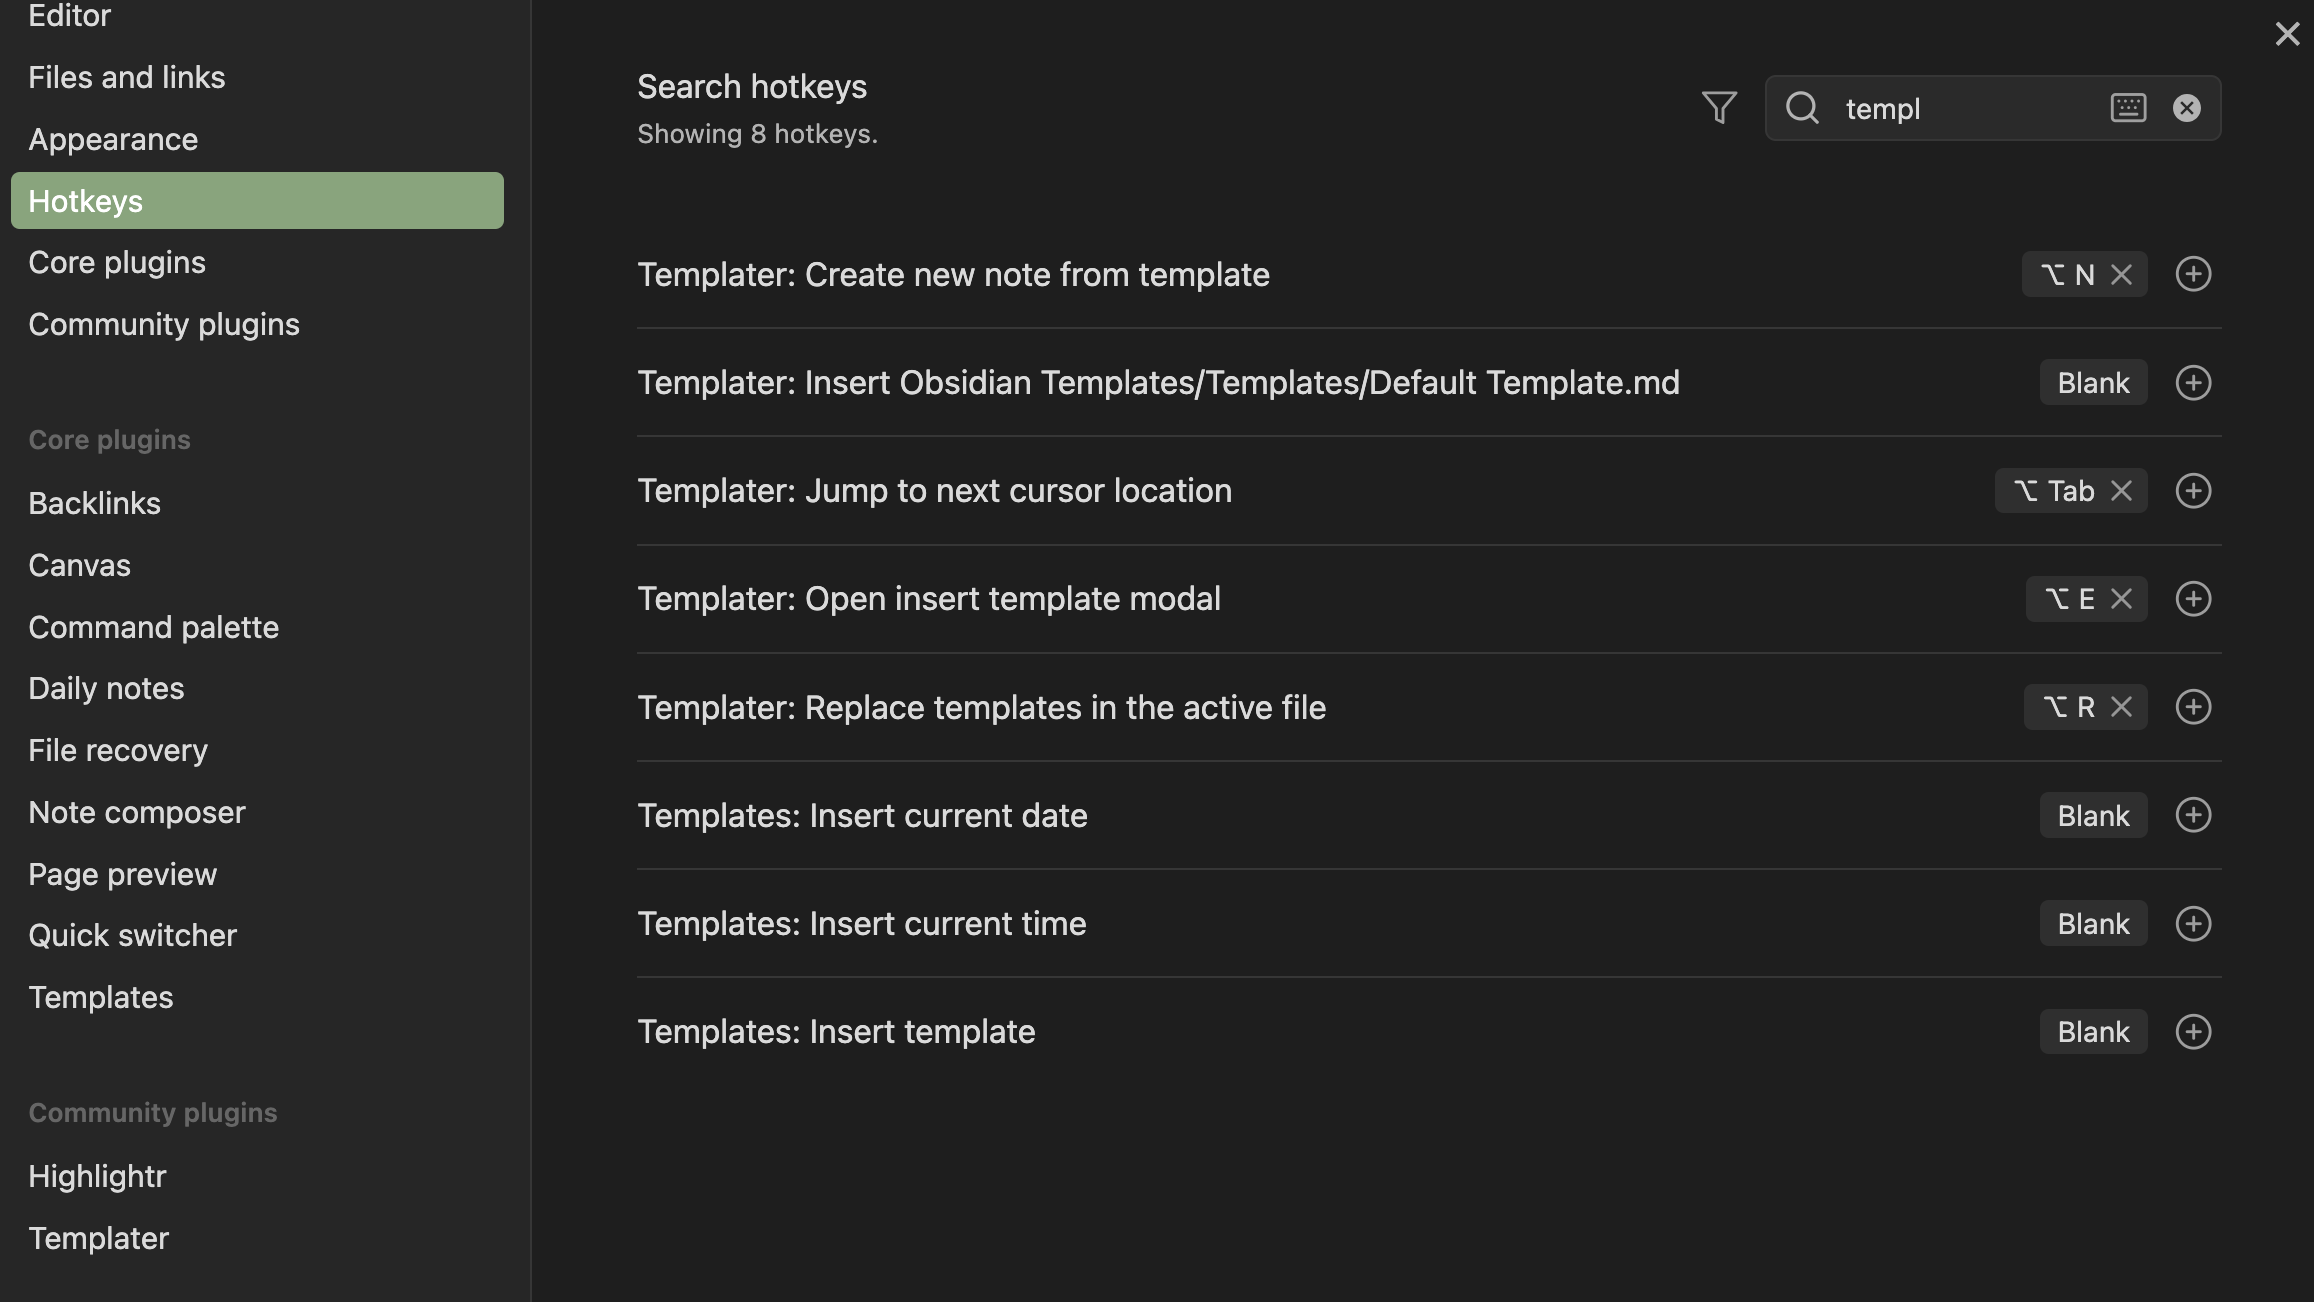 Editor
Files and links
Appearance
Hotkeys
Core plugins
Community plugins
Core plugins
Backlinks
Canvas
Command palette
Daily notes
File recovery
Note composer
Page preview
Quick switcher
Templates
Community plugins
Highlightr
Templater
Search hotkeys
Showing 8 hotkeys.
templ
Templater: Create new note from template ⌥ N
Templater: Insert Obsidian Templates/Templates/Default Template.md Blank
Templater: Jump to next cursor location ⌥ Tab
Templater: Open insert template modal ⌥ E
Templater: Replace templates in the active file ⌥ R
Templates: Insert current date Blank
Templates: Insert current time Blank
Templates: Insert template Blank